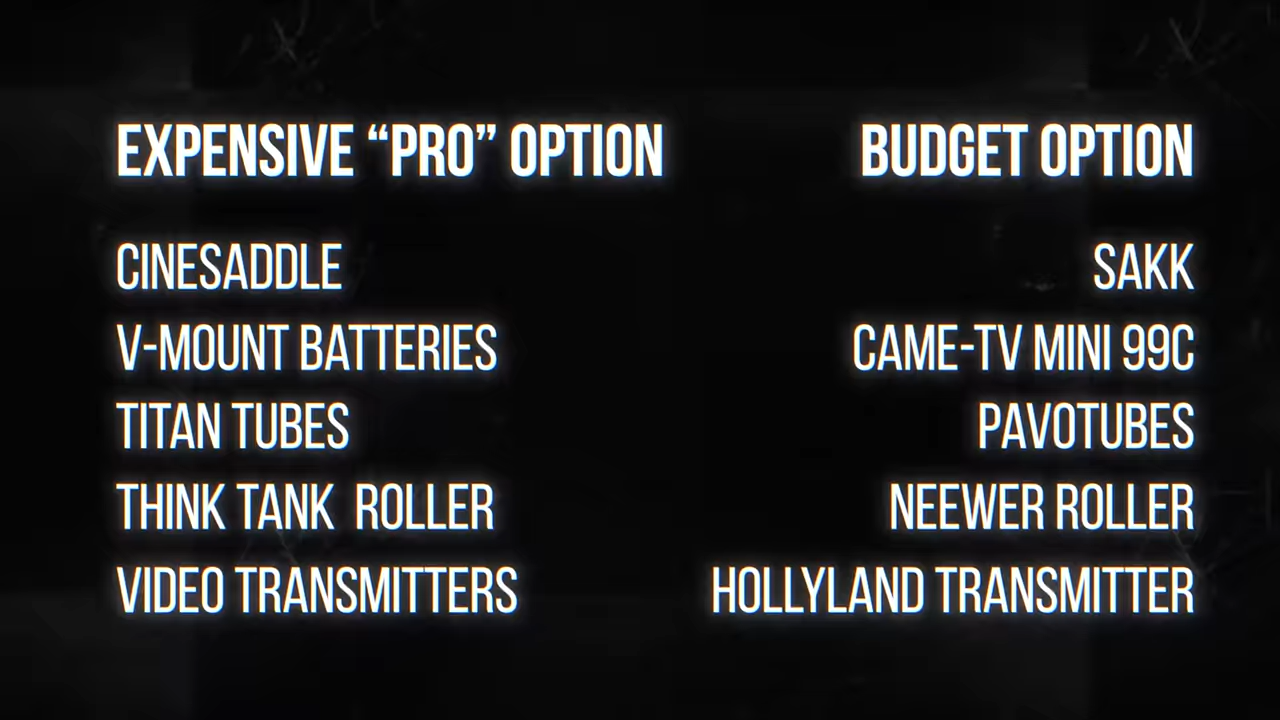 EXPENSIVE “PRO” OPTION
BUDGET OPTION
CINESADDLE
SAKK
V-MOUNT BATTERIES
CAME-TV MINI 99C
TITAN TUBES
PAVOTUBES
THINK TANK ROLLER
NEEWER ROLLER
VIDEO TRANSMITTERS
HOLLYLAND TRANSMITTER